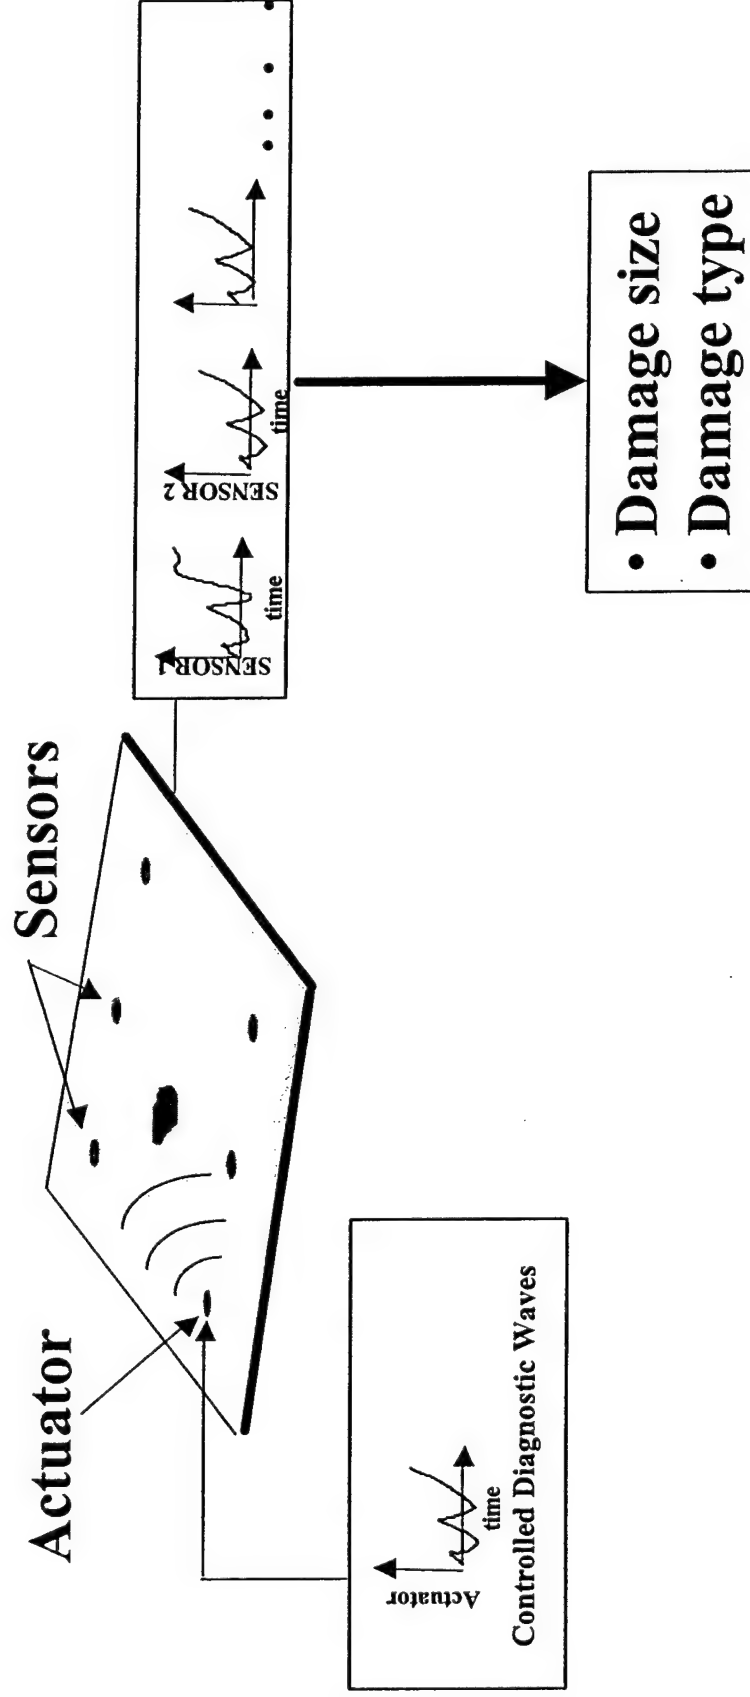 Actuator
Sensors
SENSOR 1
time
SENSOR 2
time
Actuator
time
Controlled Diagnostic Waves
• Damage size
• Damage type